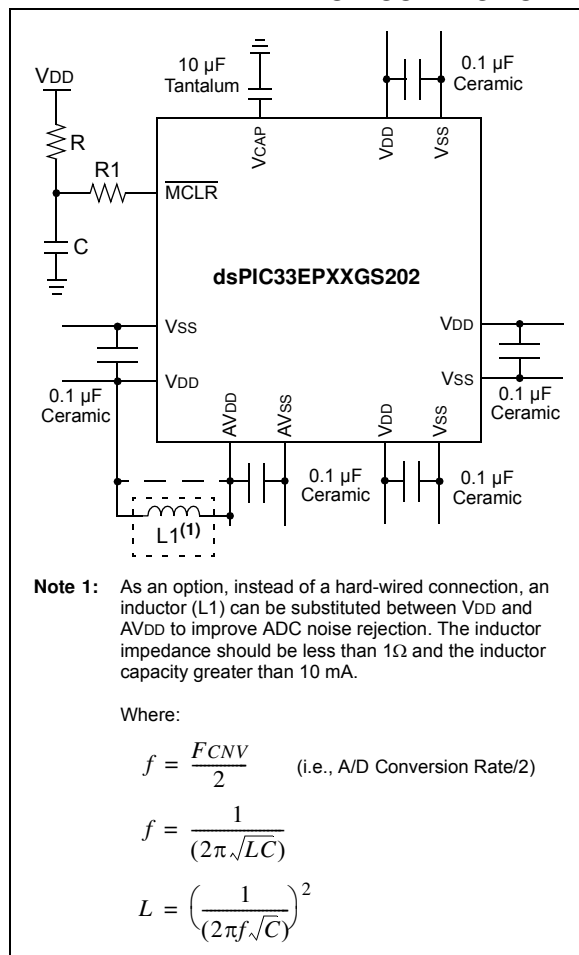 10 µF
Tantalum
0.1 µF
Ceramic
VDD
R
R1
C
VCAP
VDD
VSS
MCLR
dsPIC33EPXXGS202
VSS
VDD
0.1 µF
Ceramic
VDD
VSS
0.1 µF
Ceramic
AVDD
AVSS
VDD
VSS
0.1 µF
Ceramic
0.1 µF
Ceramic
L1(1)
Note 1: As an option, instead of a hard-wired connection, an
inductor (L1) can be substituted between VDD and
AVDD to improve ADC noise rejection. The inductor
impedance should be less than 1Ω and the inductor
capacity greater than 10 mA.
Where:
f = FCNV / 2 (i.e., A/D Conversion Rate/2)
f = 1 / (2π√LC)
L = (1 / (2πf√C))²